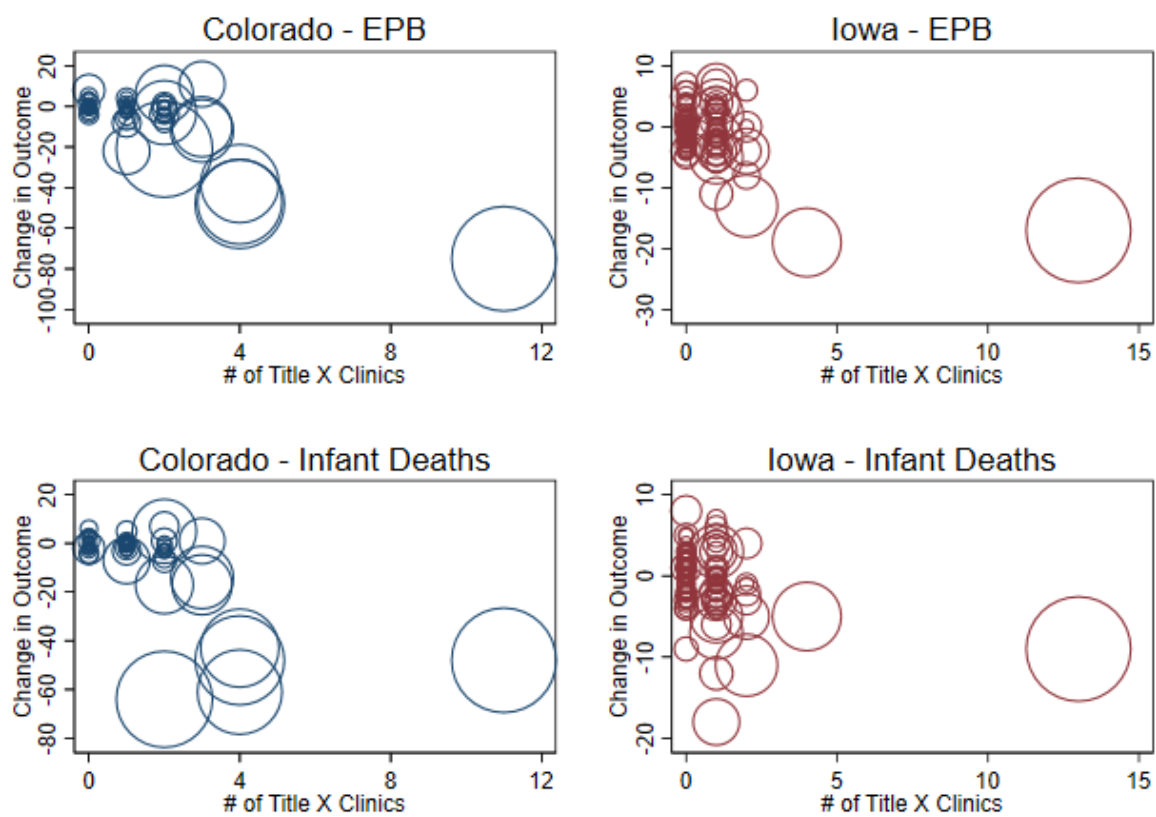 Colorado - EPB
Change in Outcome
20
0
-20
-40
-60
-80
-100
0 4 8 12
# of Title X Clinics
Iowa - EPB
Change in Outcome
10
0
-10
-20
-30
0 5 10 15
# of Title X Clinics
Colorado - Infant Deaths
Change in Outcome
20
0
-20
-40
-60
-80
0 4 8 12
# of Title X Clinics
Iowa - Infant Deaths
Change in Outcome
10
0
-10
-20
0 5 10 15
# of Title X Clinics